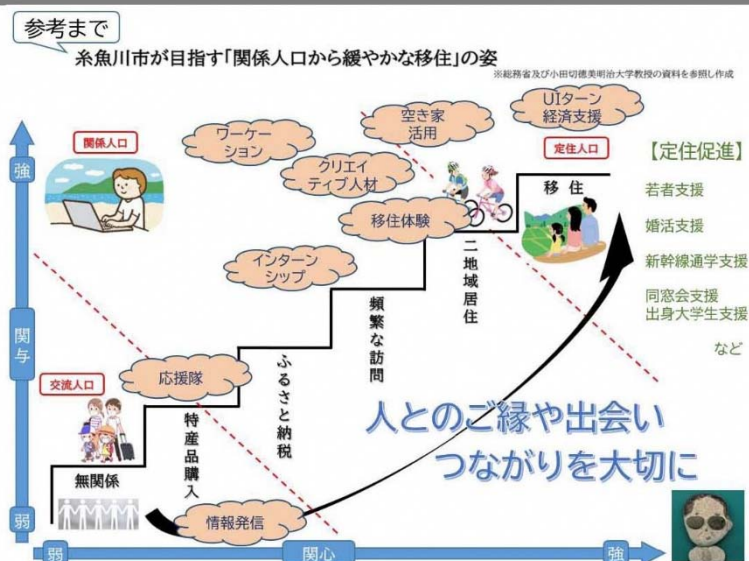 参考まで
糸魚川市が目指す「関係人口から緩やかな移住」の姿
※総務省及び小田切徳美明治大学教授の資料を参照し作成
UIターン
経済支援
空き家
活用
ワーケー
ション
関係人口
クリエイ
ティブ人材
定住人口
【定住促進】
強
移住
若者支援
移住体験
婚活支援
二地域居住
インターン
シップ
新幹線通学支援
頻繁な訪問
同窓会支援
出身大学生支援
など
関与
ふるさと納税
応援隊
交流人口
特産品購入
人とのご縁や出会い
つながりを大切に
無関係
情報発信
弱
弱
関心
強